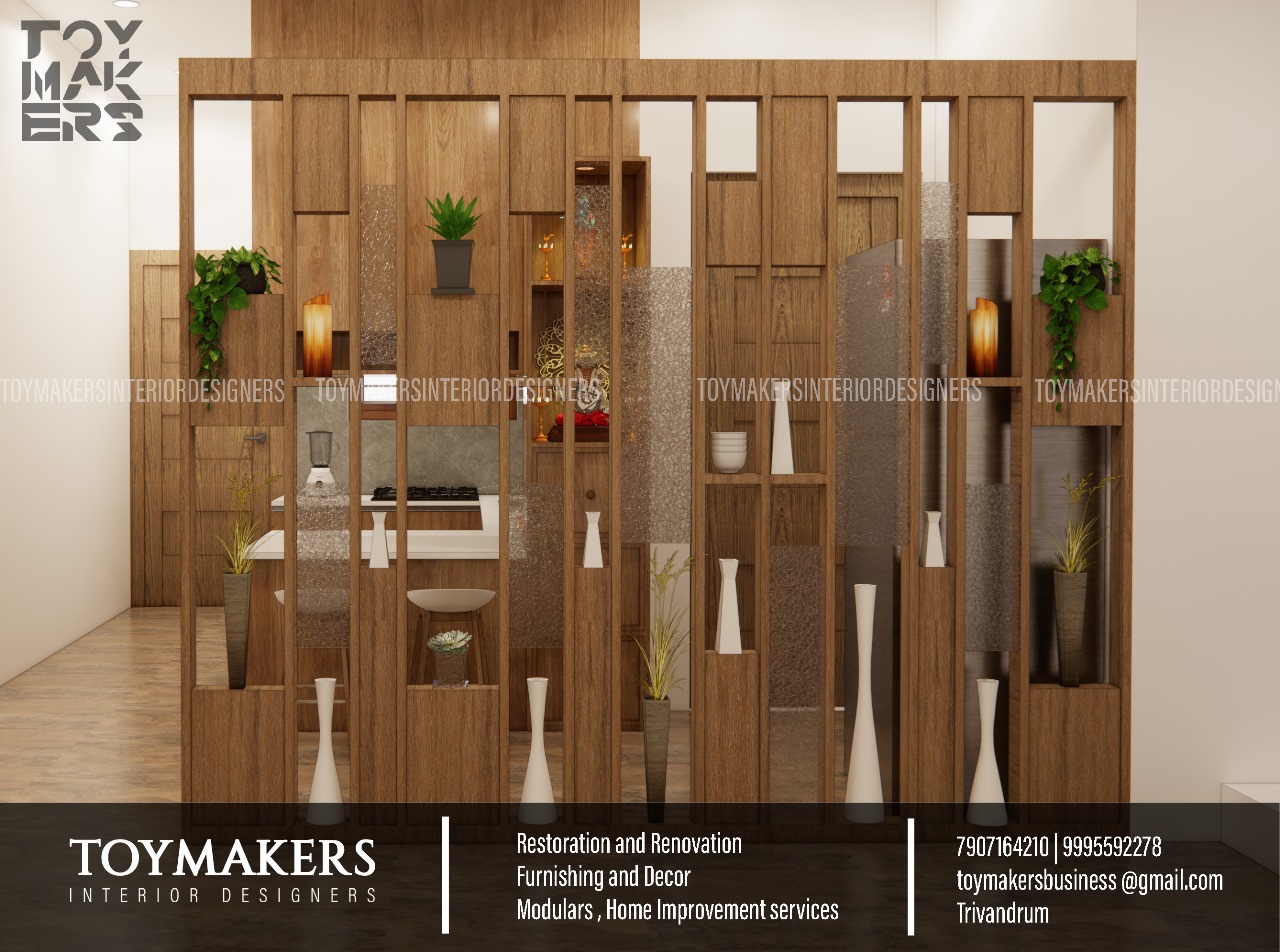 TOY
MAK
ERS
TOYMAKERSINTERIORDESIGNERS TOYMAKERSINTERIORDESIGNERS TOYMAKERSINTERIORDESIGNERS TOYMAKERSINTERIORDESIGN
TOYMAKERS
INTERIOR DESIGNERS
Restoration and Renovation
Furnishing and Decor
Modulars , Home Improvement services
7907164210 | 9995592278
toymakersbusiness @gmail.com
Trivandrum